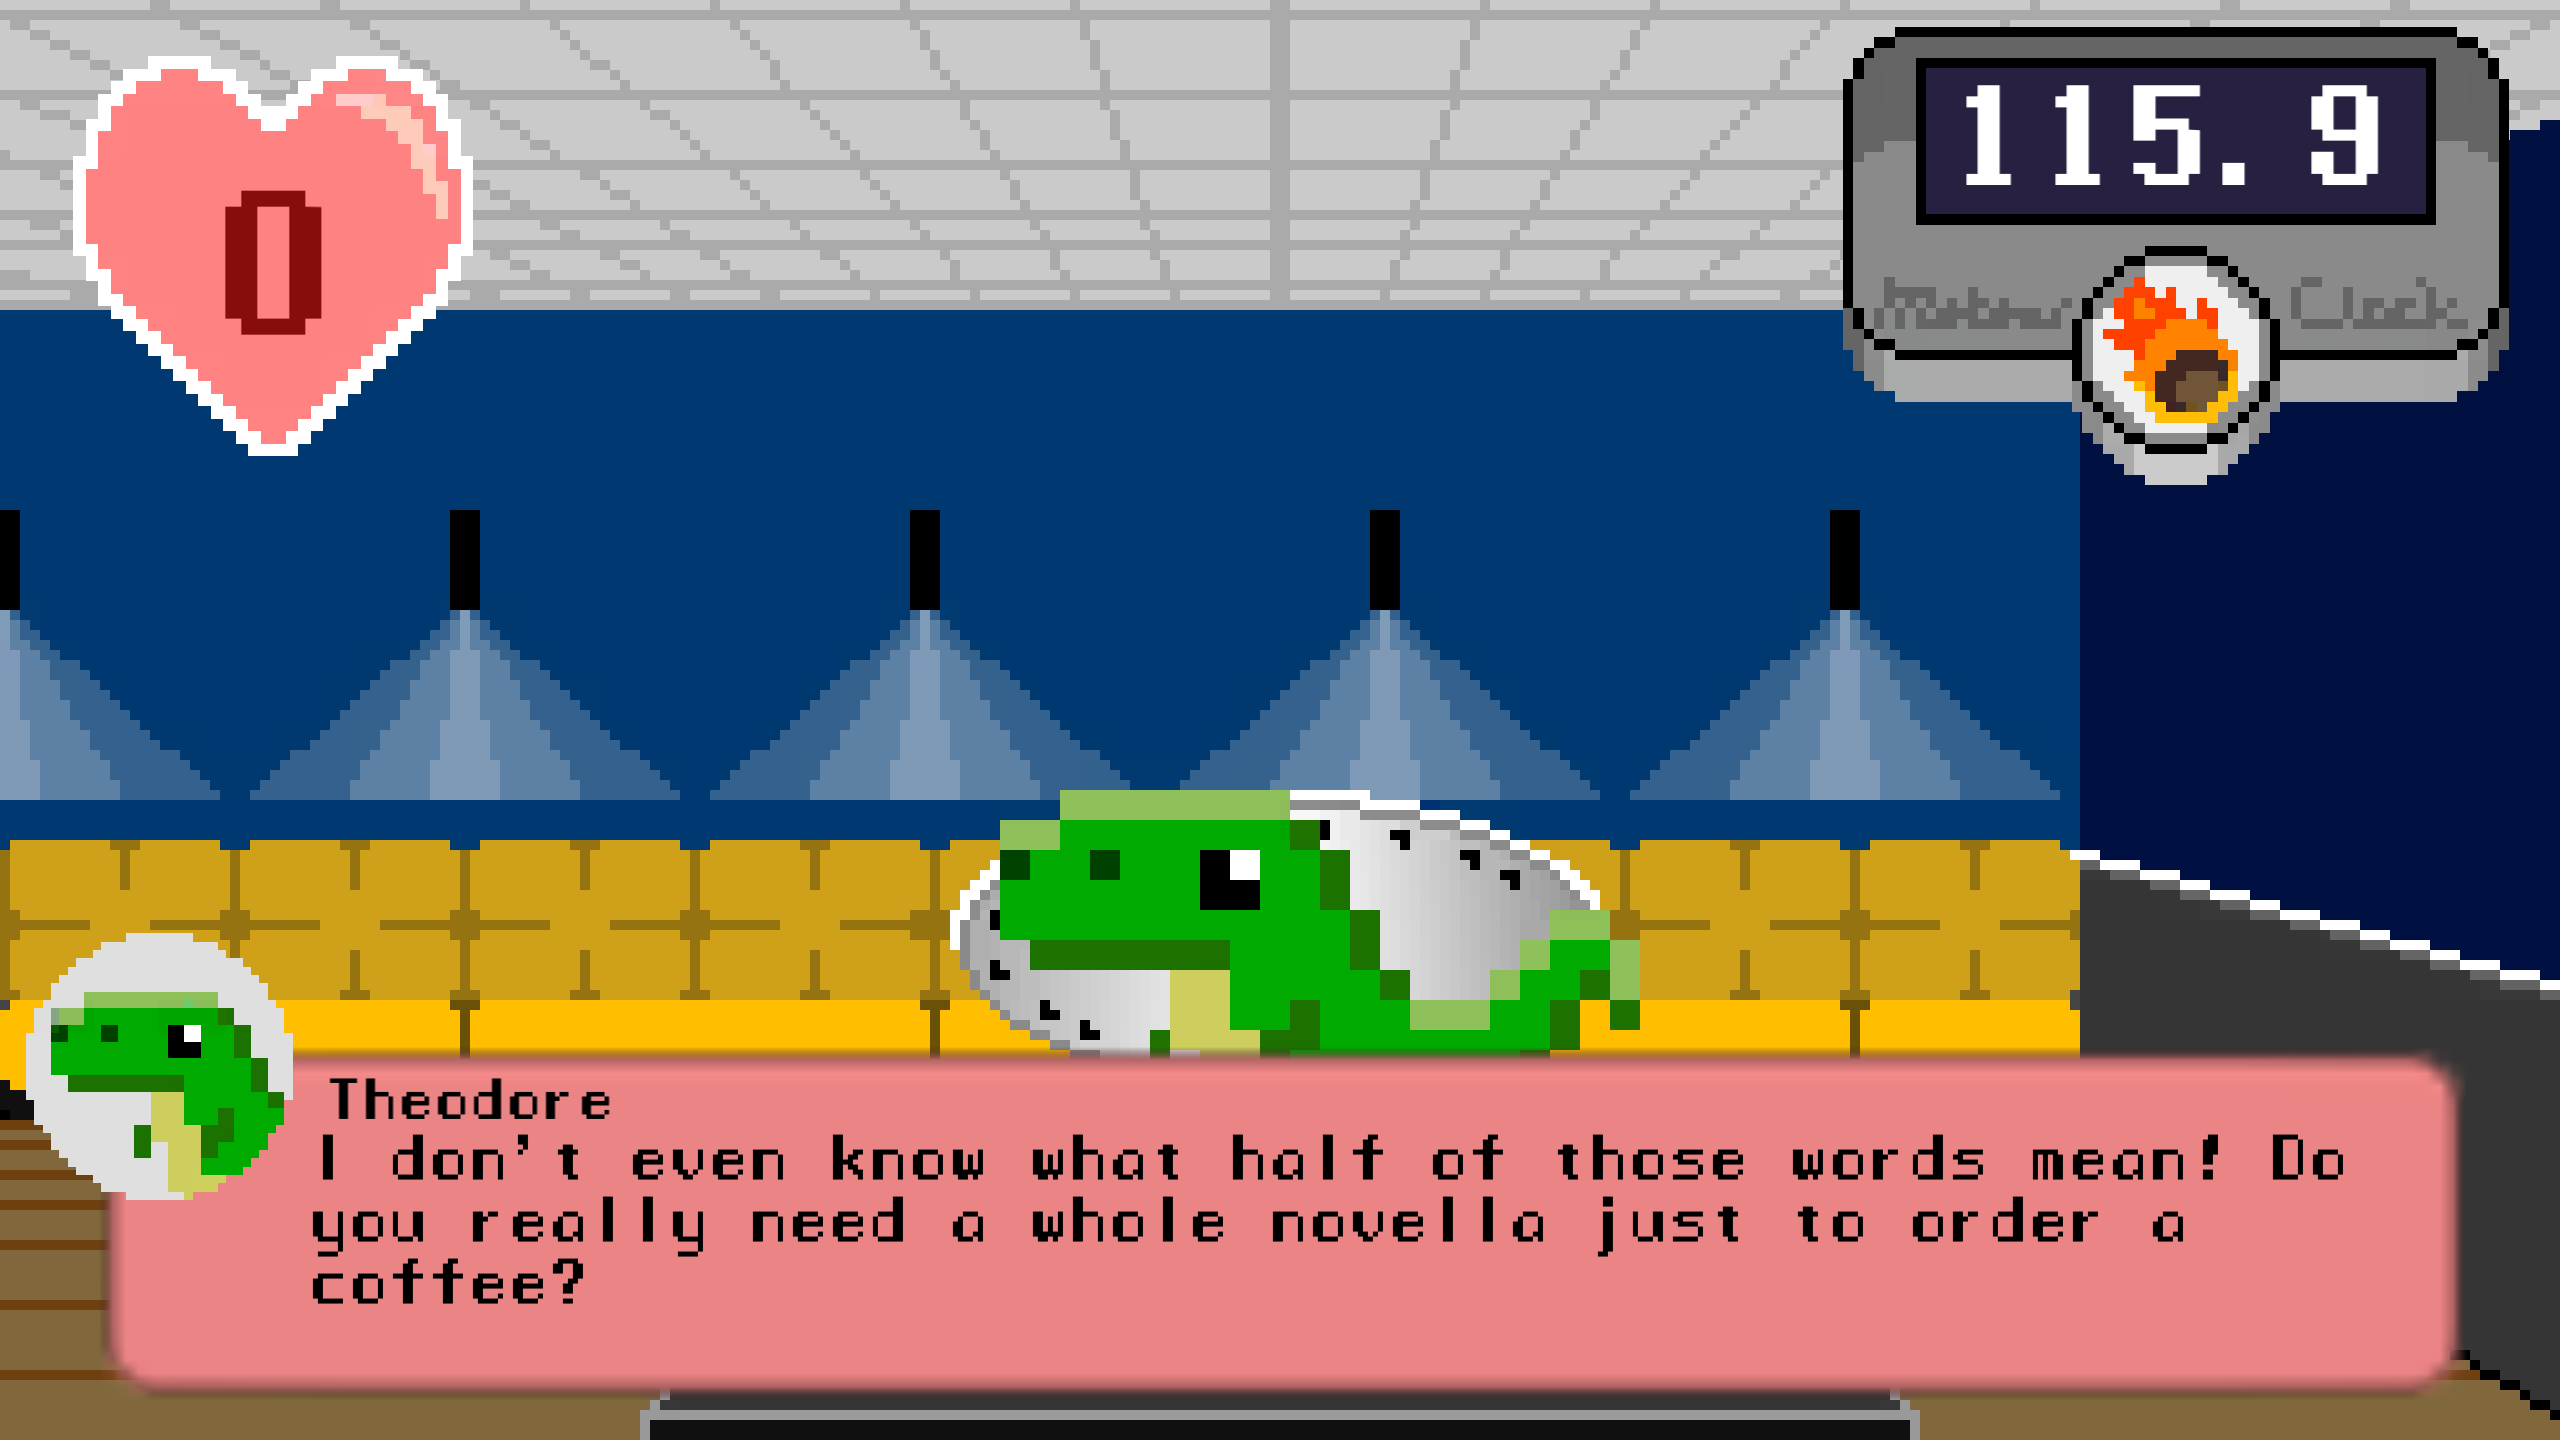 0
115.9
Meteor Clock
Theodore
I don't even know what half of those words mean! Do
you really need a whole novella just to order a
coffee?